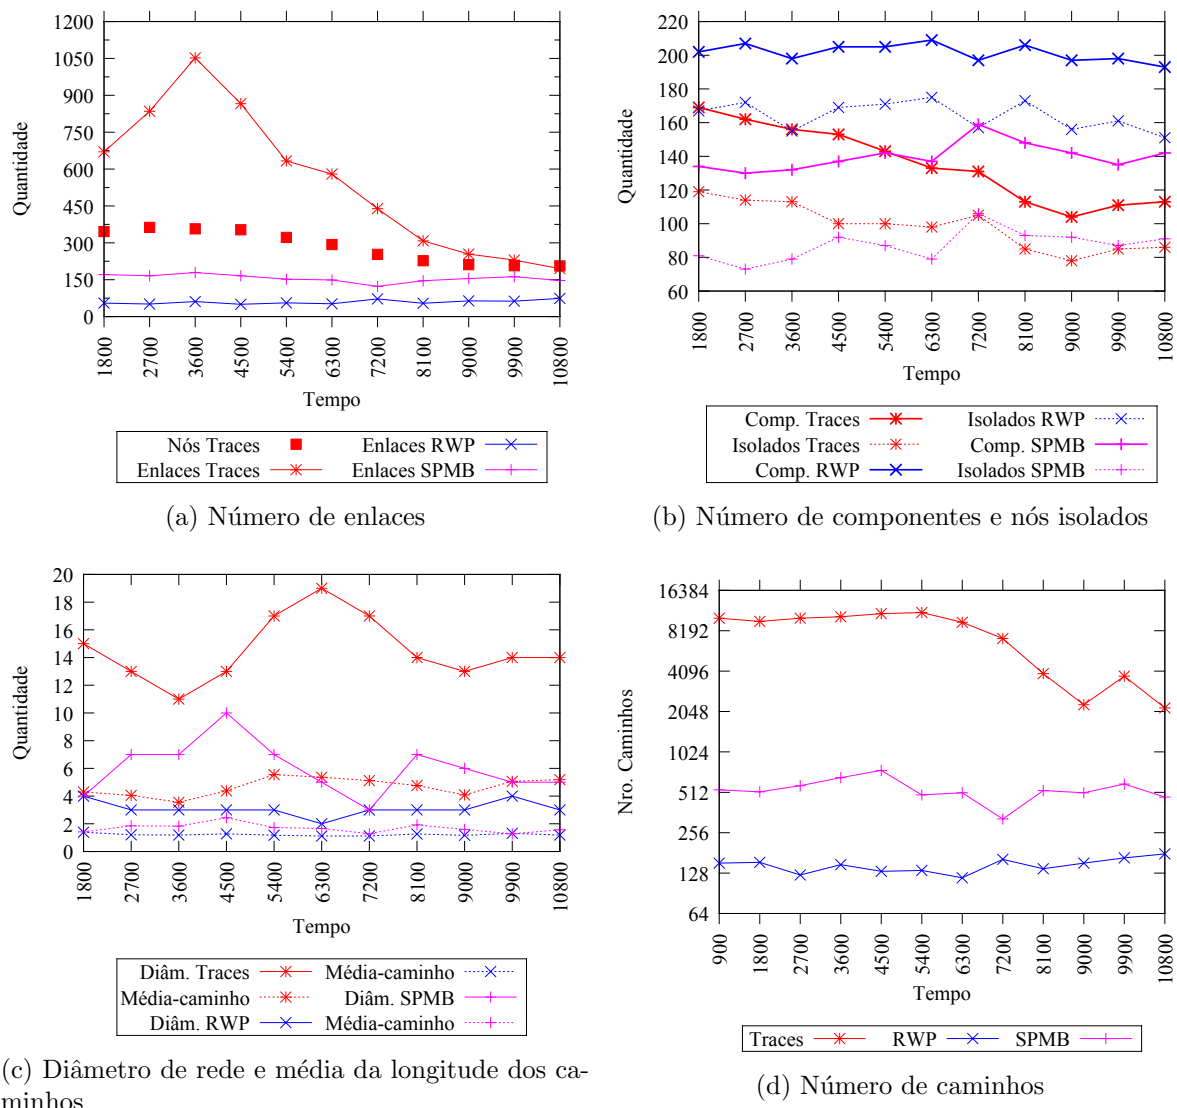 1200
1050
900
750
600
450
300
150
0
Quantidade
1800
2700
3600
4500
5400
6300
7200
8100
9000
9900
10800
Tempo
Nós Traces
Enlaces RWP
Enlaces Traces
Enlaces SPMB
(a) Número de enlaces
220
200
180
160
140
120
100
80
60
Quantidade
1800
2700
3600
4500
5400
6300
7200
8100
9000
9900
10800
Tempo
Comp. Traces
Isolados RWP
Isolados Traces
Comp. SPMB
Comp. RWP
Isolados SPMB
(b) Número de componentes e nós isolados
20
18
16
14
12
10
8
6
4
2
0
Quantidade
1800
2700
3600
4500
5400
6300
7200
8100
9000
9900
10800
Tempo
Diâm. Traces
Média-caminho
Média-caminho
Diâm. SPMB
Diâm. RWP
Média-caminho
(c) Diâmetro de rede e média da longitude dos ca-
minhos
16384
8192
4096
2048
1024
512
256
128
64
Nro. Caminhos
900
1800
2700
3600
4500
5400
6300
7200
8100
9000
9900
10800
Tempo
Traces
RWP
SPMB
(d) Número de caminhos